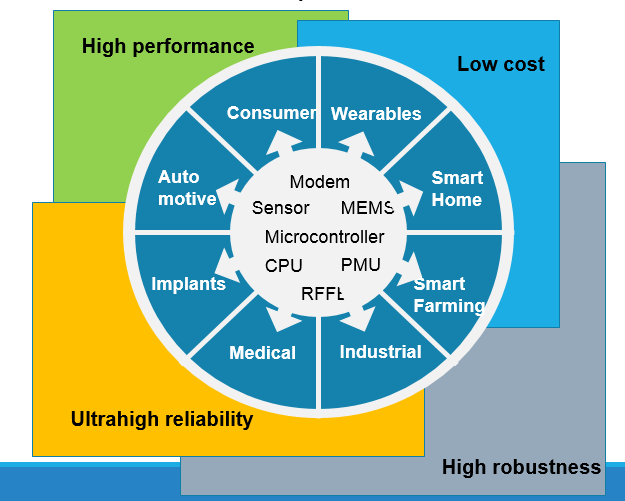 High performance
Low cost
Consumer
Wearables
Auto
motive
Smart
Home
Modem
Sensor
MEMS
Microcontroller
CPU
PMU
Implants
Smart
Farming
Medical
Industrial
Ultrahigh reliability
High robustness